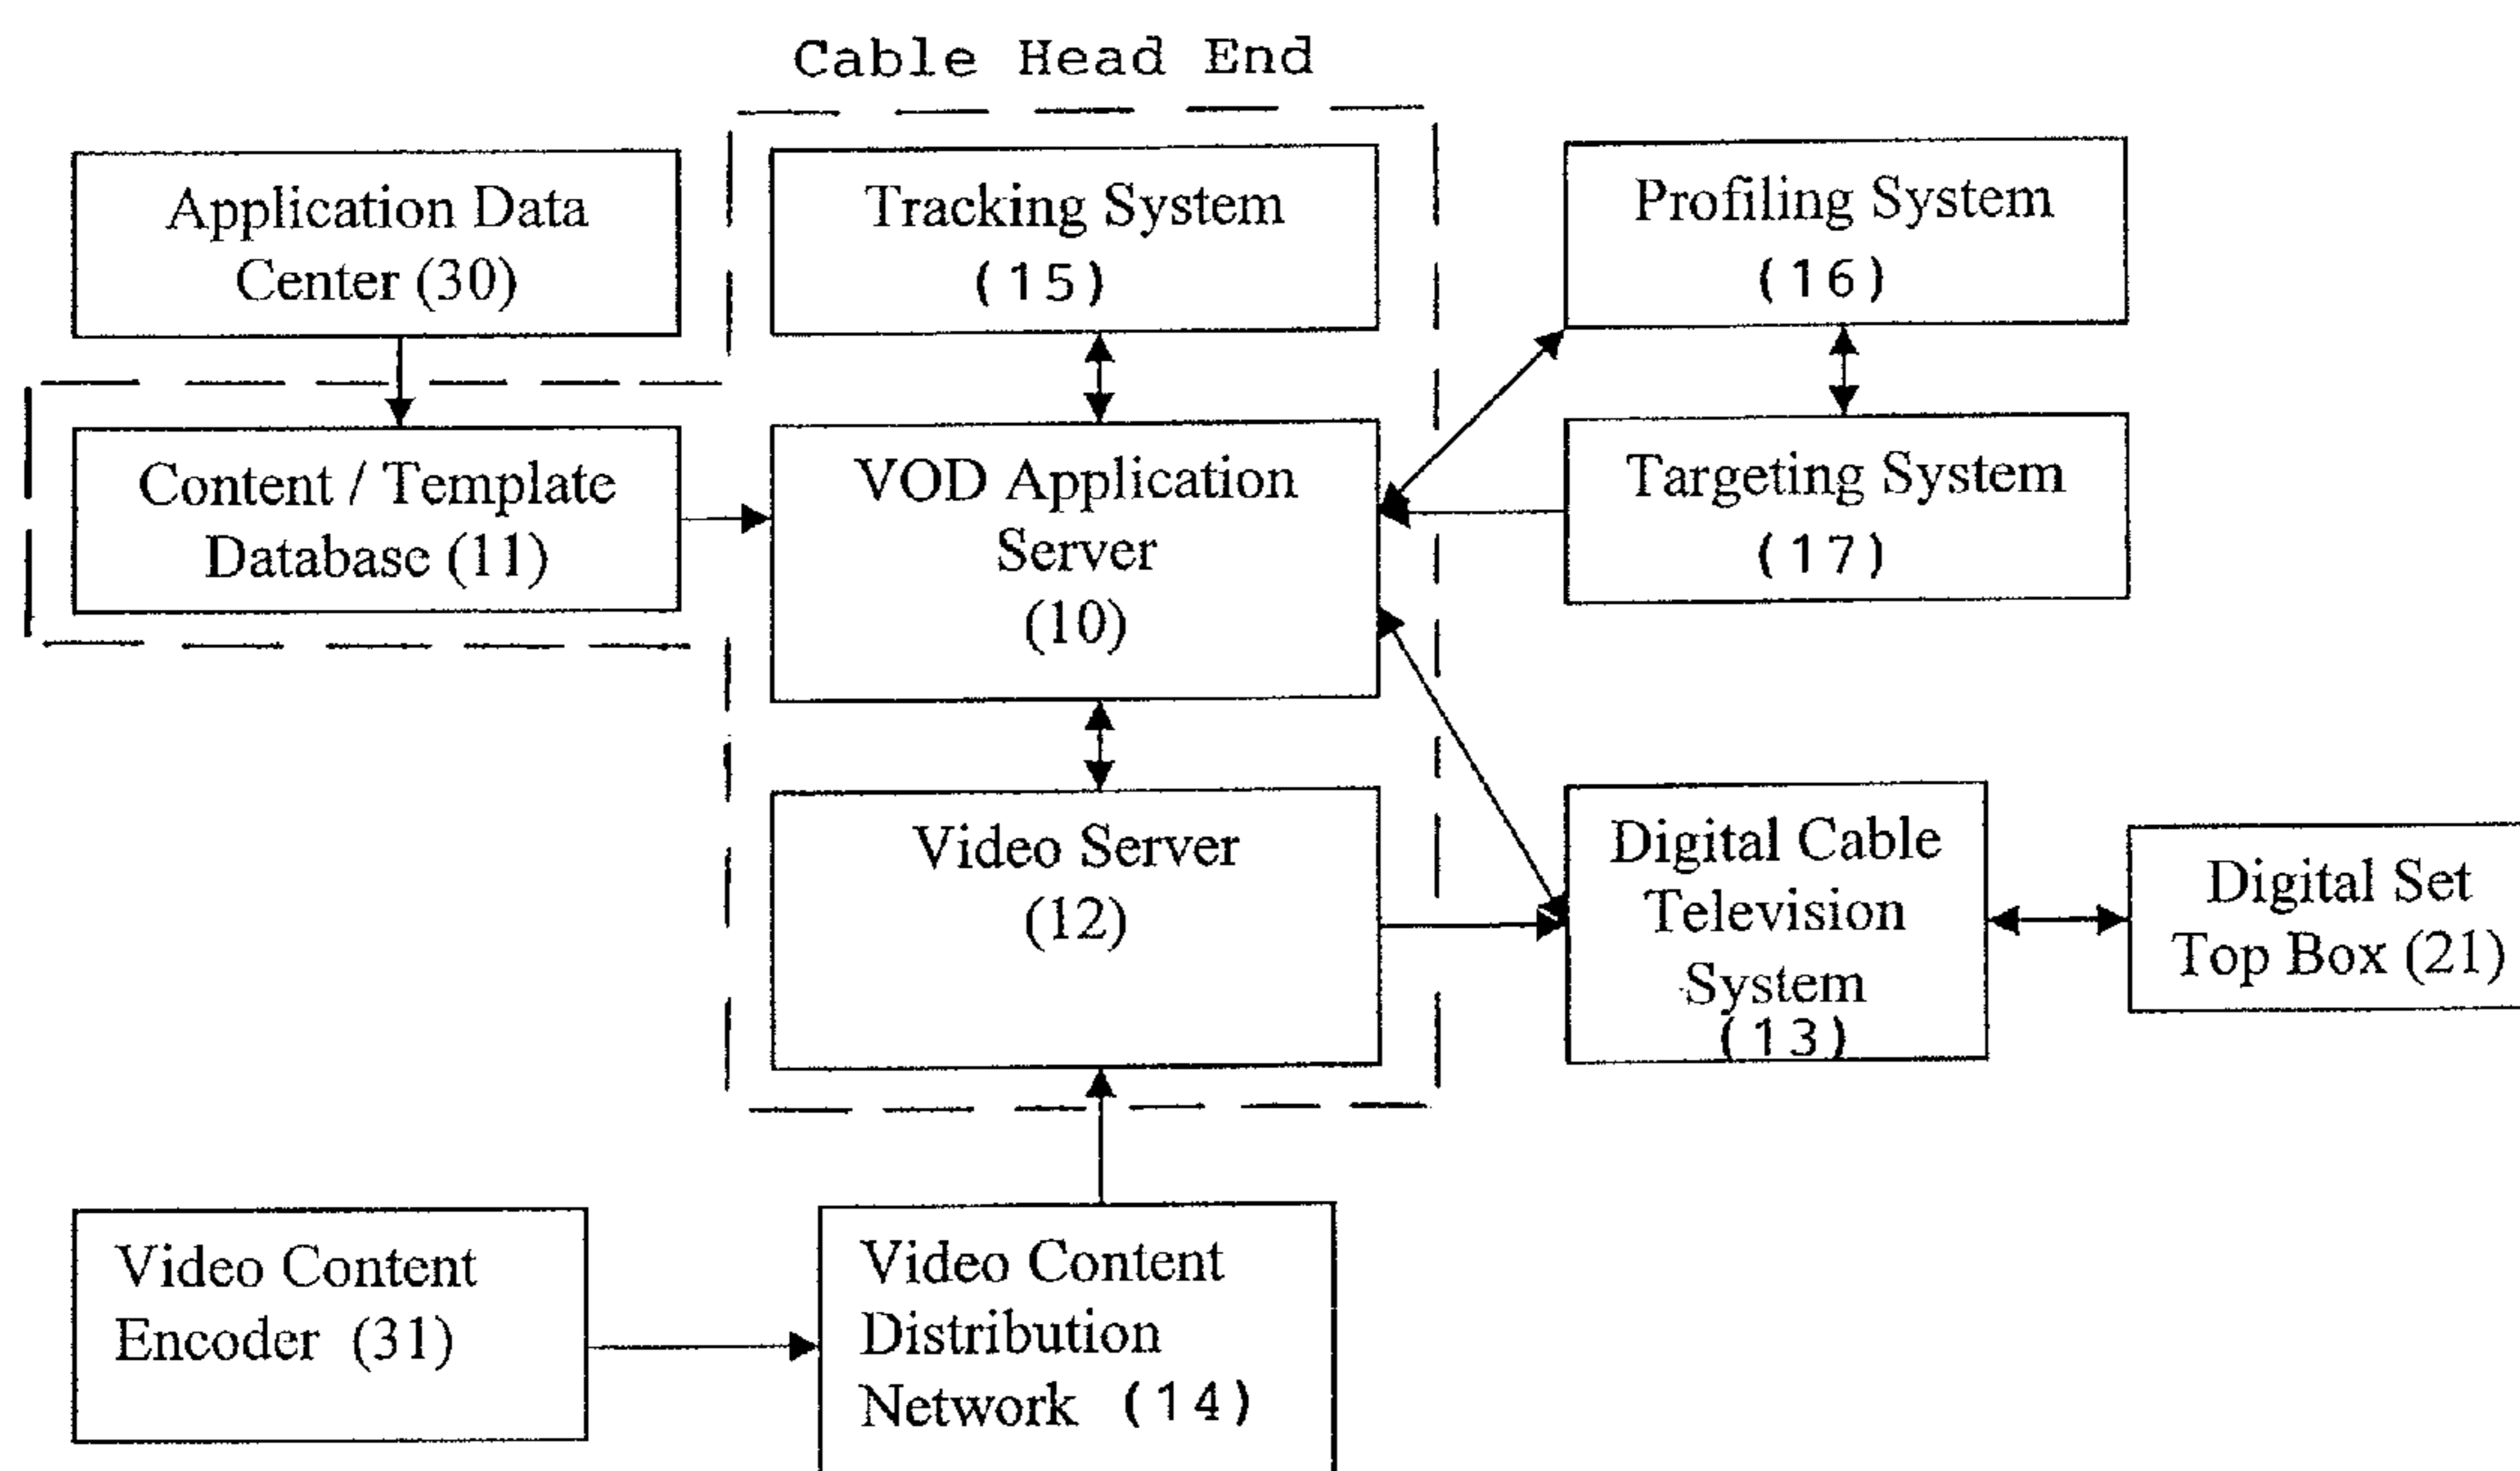 Cable Head End
Application Data
Center (30)
Tracking System
(15)
Profiling System
(16)
Content / Template
Database (11)
VOD Application
Server
(10)
Targeting System
(17)
Video Server
(12)
Digital Cable
Television
System
(13)
Digital Set
Top Box (21)
Video Content
Encoder (31)
Video Content
Distribution
Network (14)